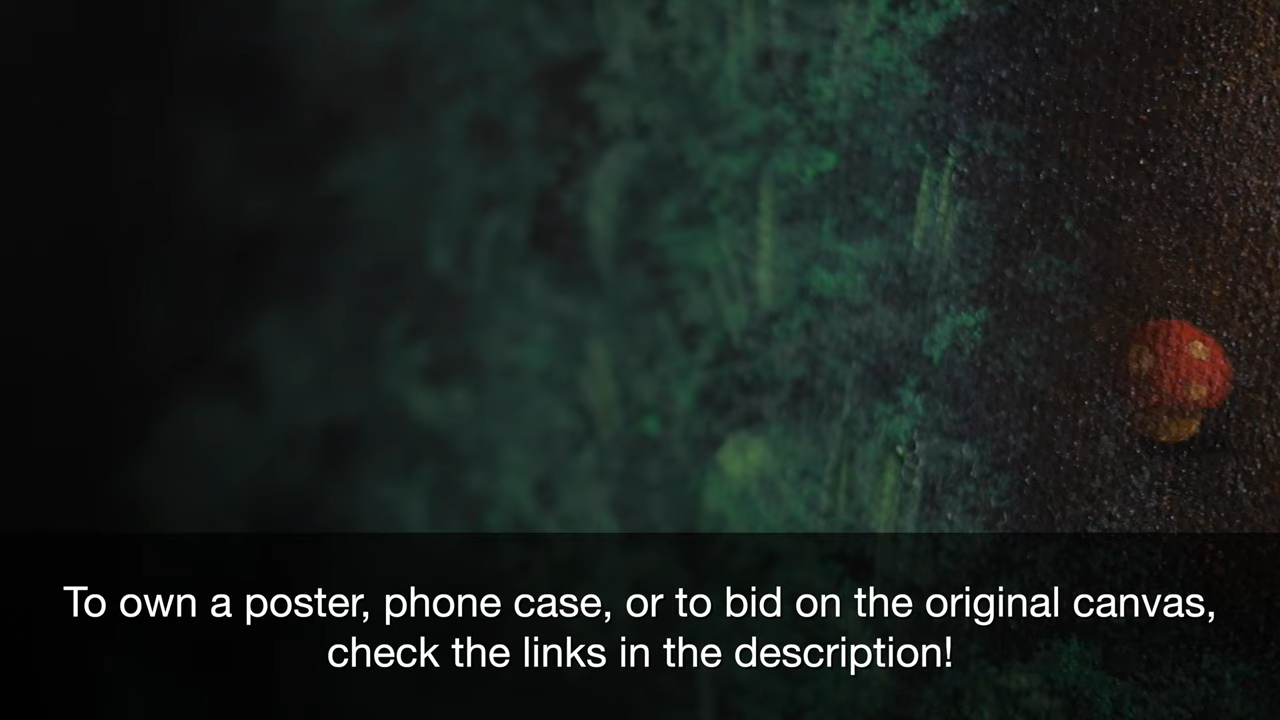 To own a poster, phone case, or to bid on the original canvas,
check the links in the description!